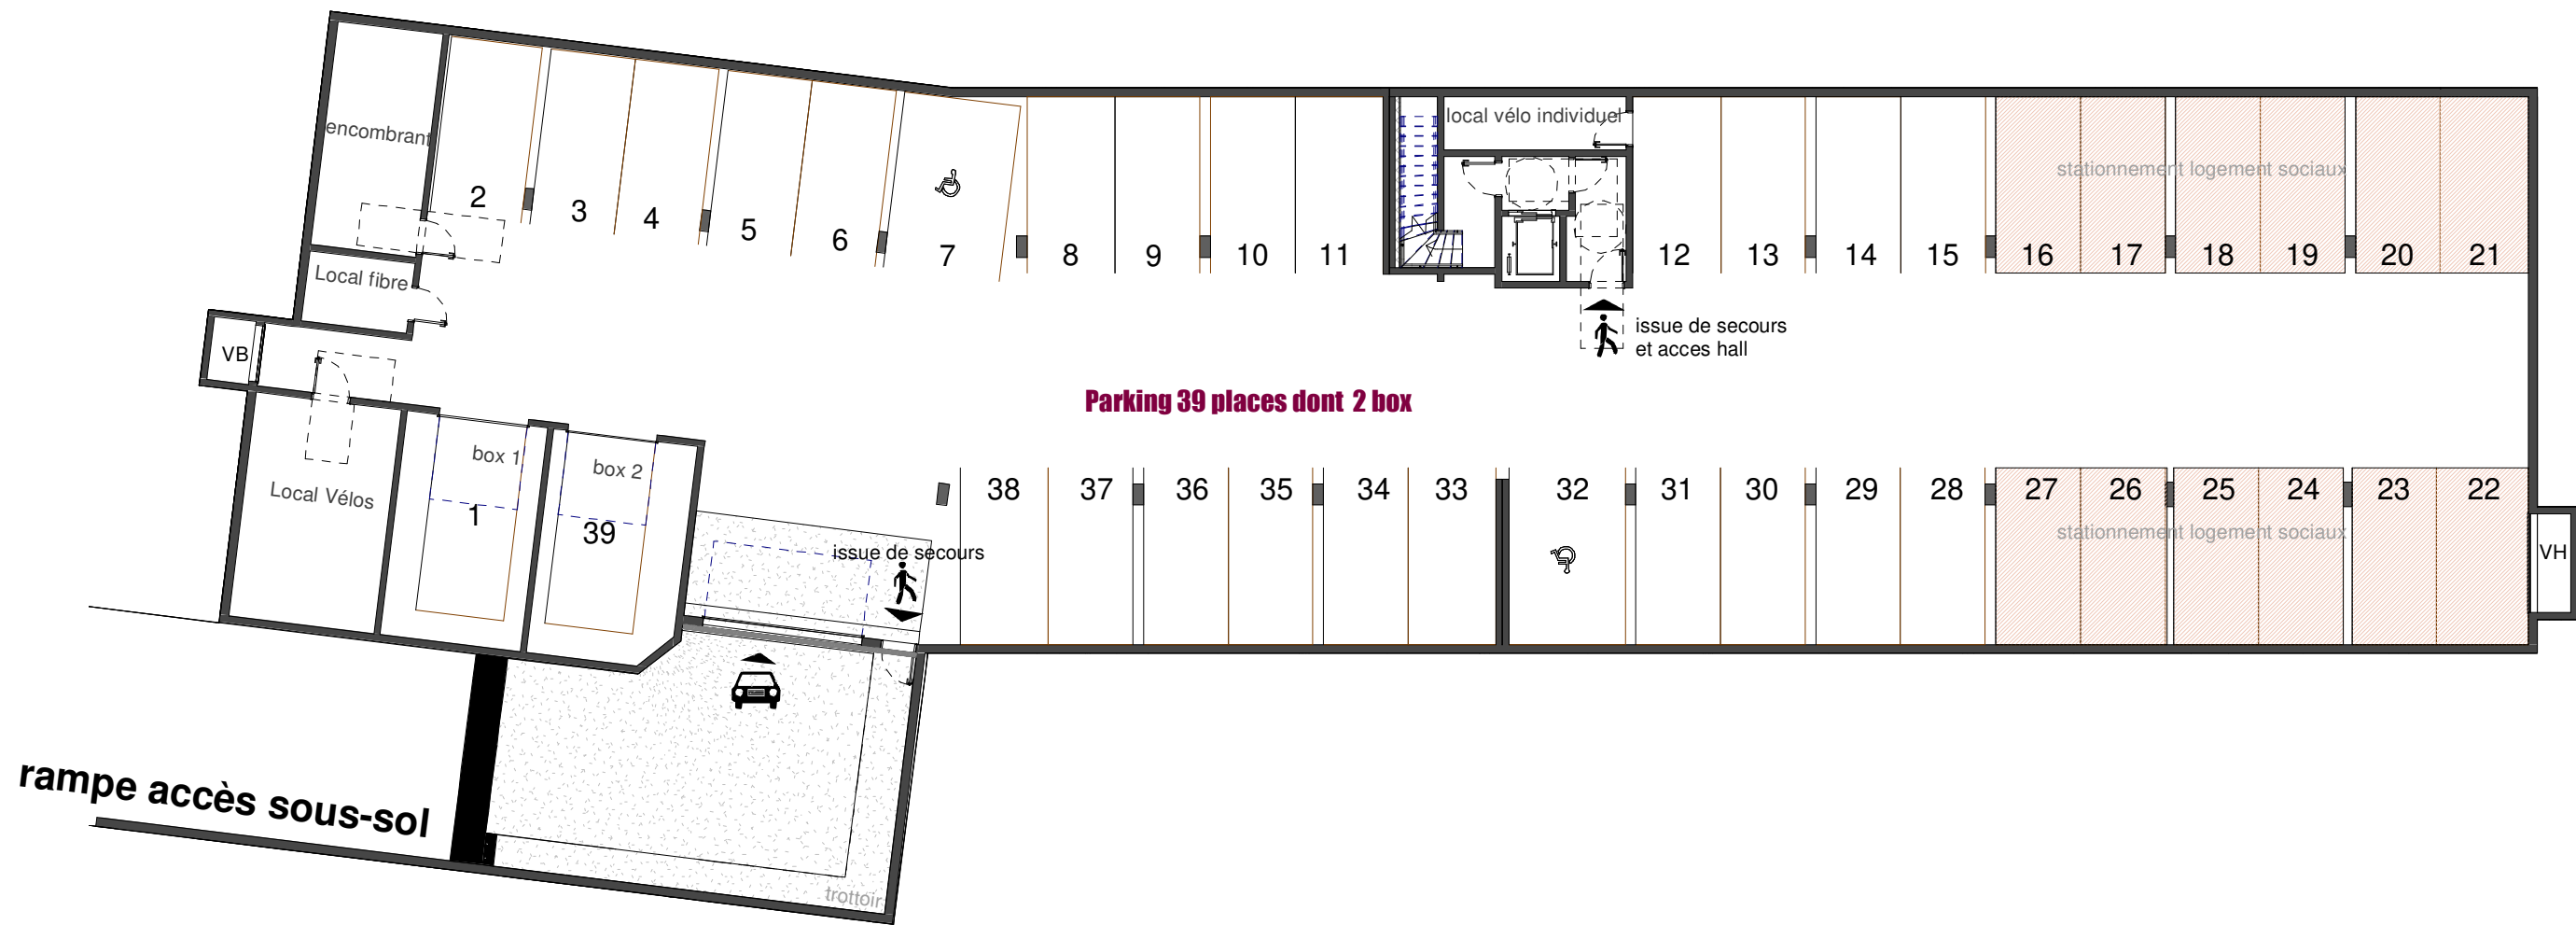 encombrant
2
3
4
5
6
7
8
9
10
11
local vélo individuel
12
13
14
15
16
17
18
19
20
21
stationnement logement sociaux
Local fibre
VB
issue de secours
et acces hall
Parking 39 places dont 2 box
box 1
1
box 2
39
Local Vélos
38
37
36
35
34
33
32
31
30
29
28
27
26
25
24
23
22
stationnement logement sociaux
VH
issue de secours
rampe accès sous-sol
trottoir